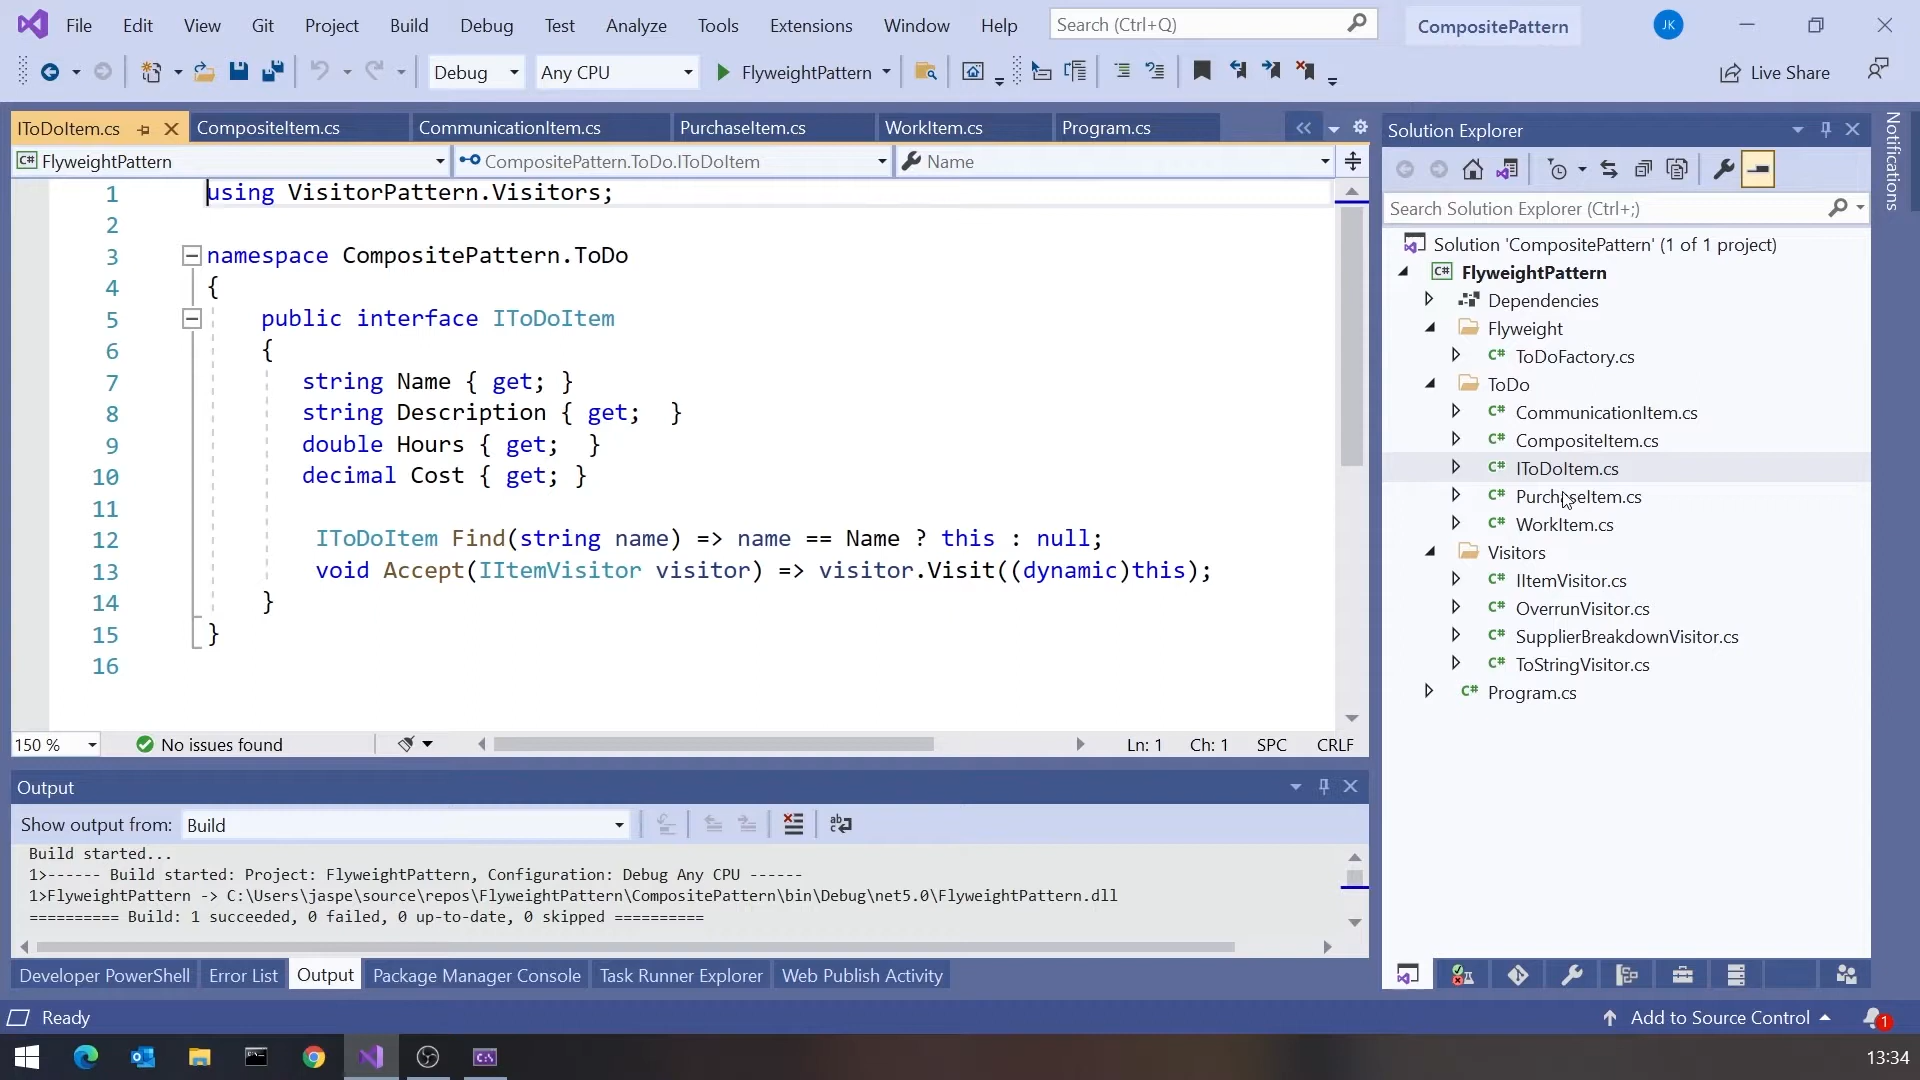 File Edit View Git Project Build Debug Test Analyze Tools Extensions Window Help Search (Ctrl+Q) CompositePattern JK
Debug Any CPU FlyweightPattern Live Share
IToDoItem.cs CompositeItem.cs CommunicationItem.cs PurchaseItem.cs WorkItem.cs Program.cs
C# FlyweightPattern CompositePattern.ToDo.IToDoItem Name
1 using VisitorPattern.Visitors;
2
3 namespace CompositePattern.ToDo
4 {
5 public interface IToDoItem
6 {
7 string Name { get; }
8 string Description { get;  }
9 double Hours { get;  }
10 decimal Cost { get; }
11
12 IToDoItem Find(string name) => name == Name ? this : null;
13 void Accept(IItemVisitor visitor) => visitor.Visit((dynamic)this);
14 }
15 }
16
150 % No issues found Ln: 1 Ch: 1 SPC CRLF
Output
Show output from: Build
Build started...
1>------ Build started: Project: FlyweightPattern, Configuration: Debug Any CPU ------
1>FlyweightPattern -> C:\Users\jaspe\source\repos\FlyweightPattern\CompositePattern\bin\Debug\net5.0\FlyweightPattern.dll
========== Build: 1 succeeded, 0 failed, 0 up-to-date, 0 skipped ==========
Developer PowerShell Error List Output Package Manager Console Task Runner Explorer Web Publish Activity
Solution Explorer
Search Solution Explorer (Ctrl+;)
Solution 'CompositePattern' (1 of 1 project)
C# FlyweightPattern
Dependencies
Flyweight
C# ToDoFactory.cs
ToDo
C# CommunicationItem.cs
C# CompositeItem.cs
C# IToDoItem.cs
C# PurchaseItem.cs
C# WorkItem.cs
Visitors
C# IItemVisitor.cs
C# OverrunVisitor.cs
C# SupplierBreakdownVisitor.cs
C# ToStringVisitor.cs
C# Program.cs
Notifications
Ready Add to Source Control 1
13:34